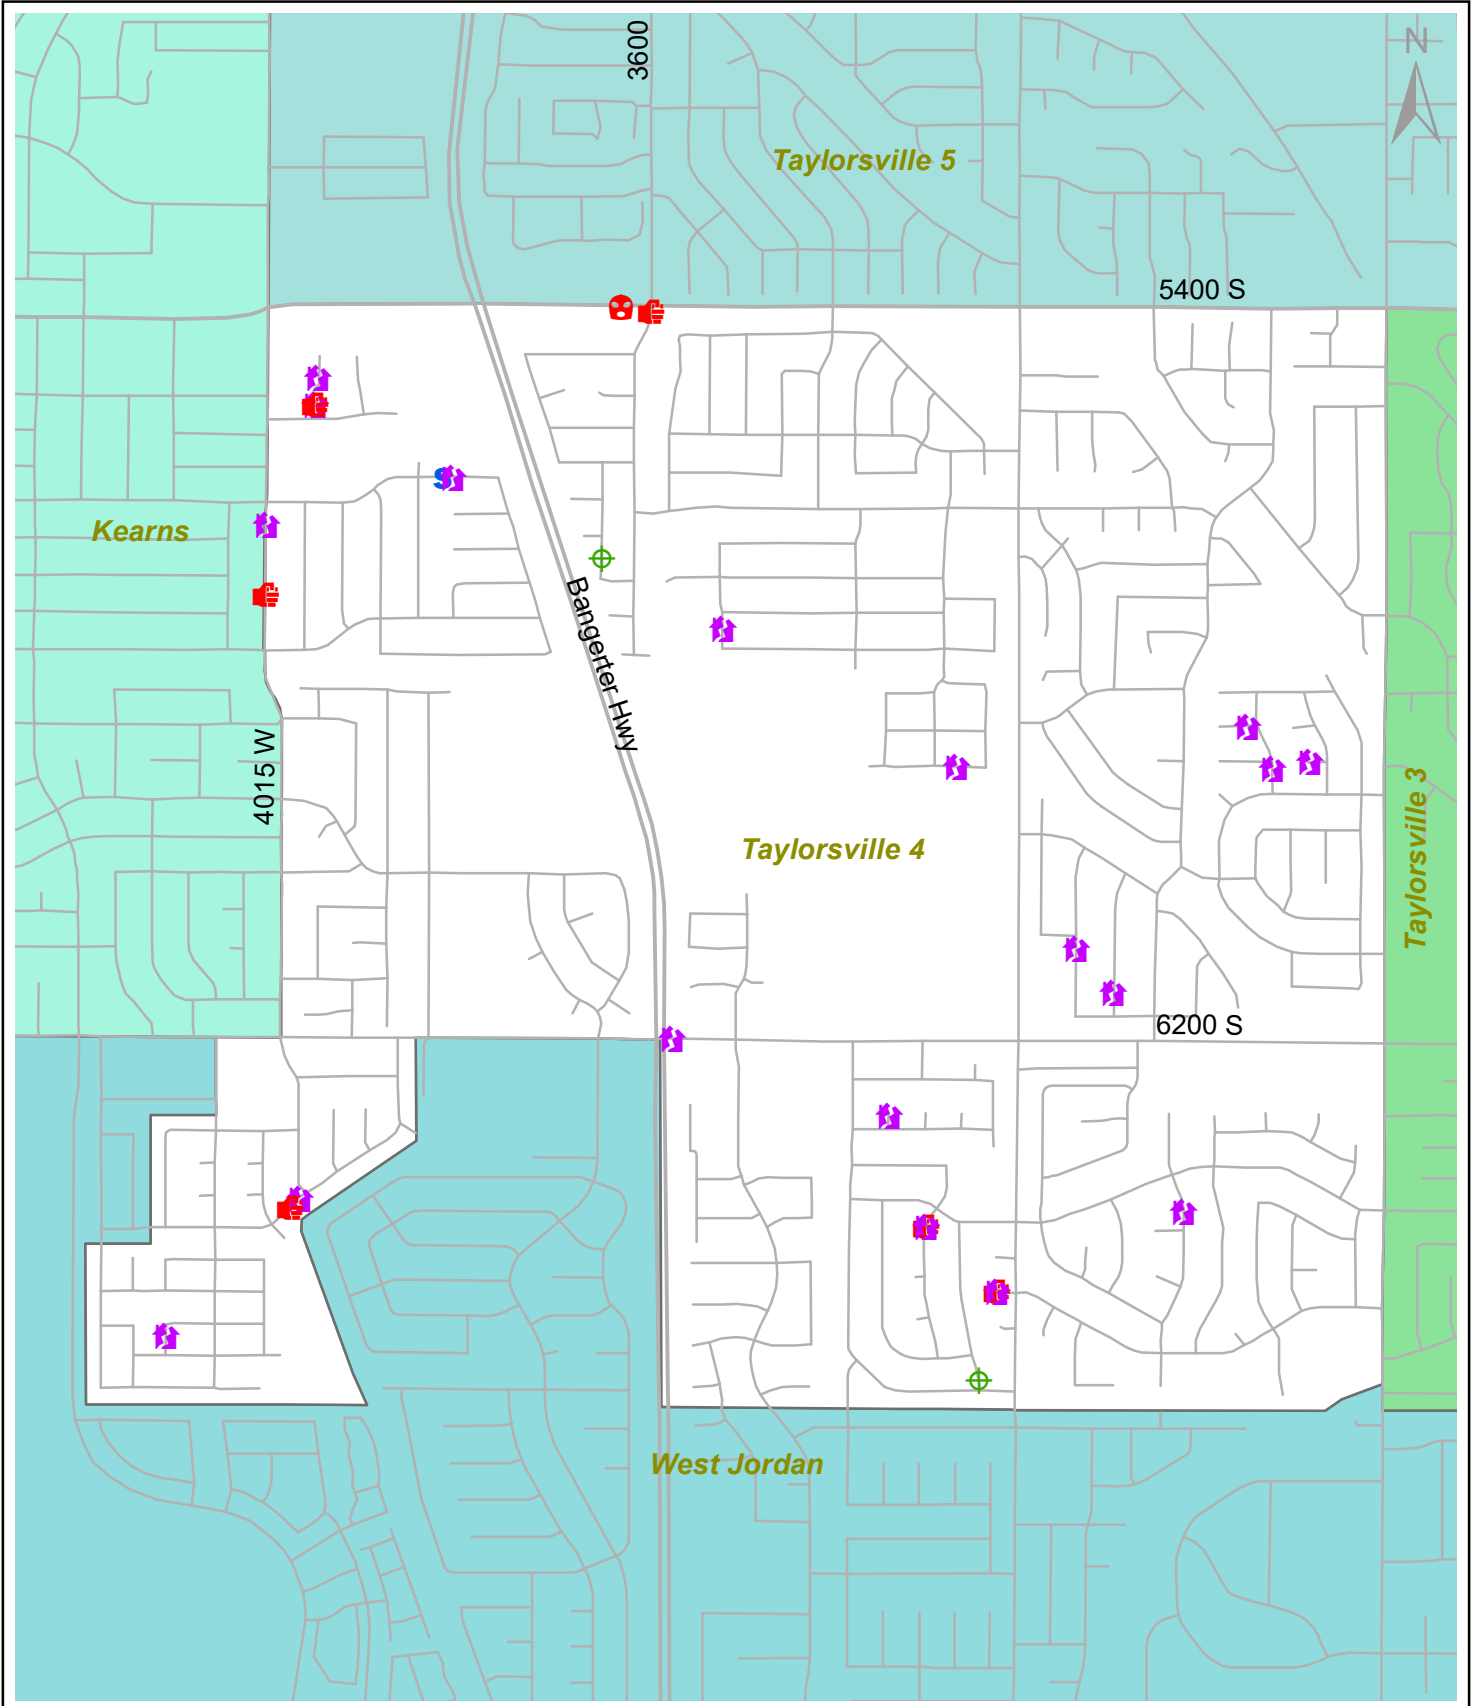 3600
N
Taylorsville 5
5400 S
S
Kearns
Bangerter Hwy
4015 W
Taylorsville 4
Taylorsville 3
6200 S
West Jordan